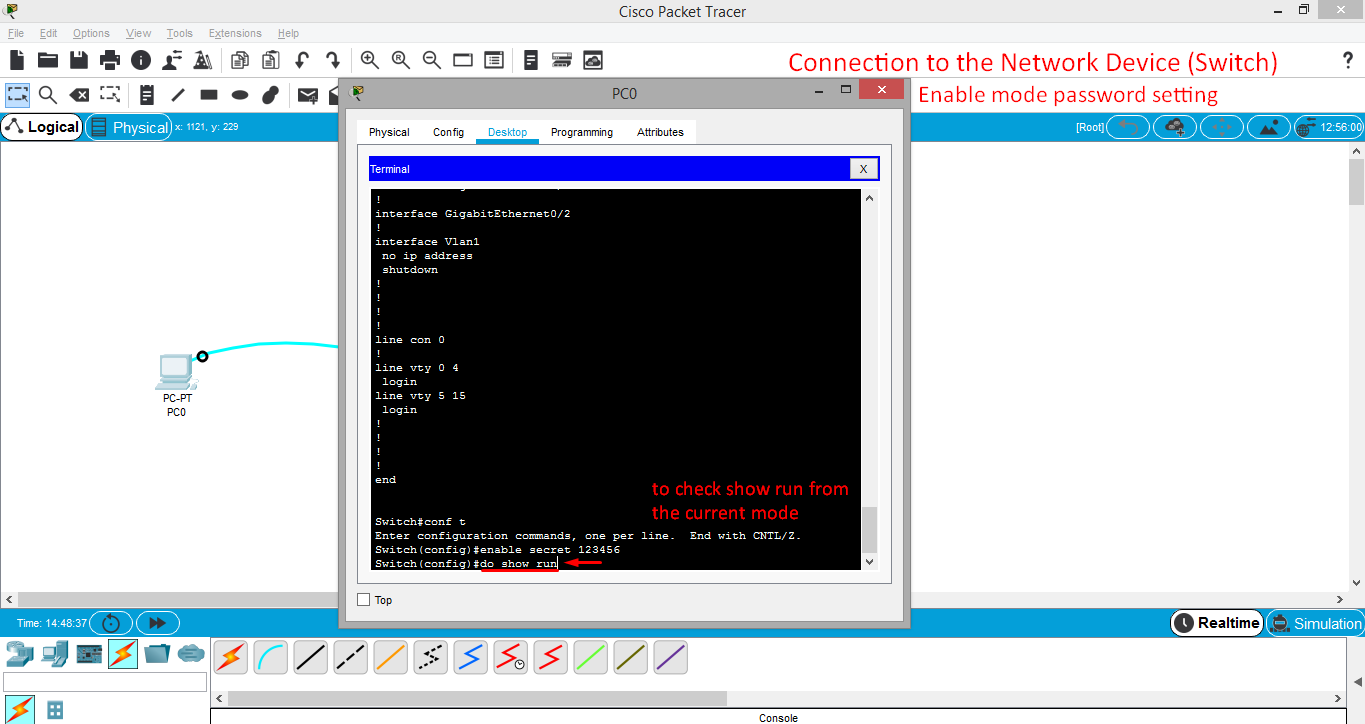 Cisco Packet Tracer
File Edit Options View Tools Extensions Help
Connection to the Network Device (Switch)
?
PC0
Enable mode password setting
Logical Physical x: 1121, y: 229
[Root] 12:56:00
Physical Config Desktop Programming Attributes
Terminal X
!
interface GigabitEthernet0/2
!
interface Vlan1
no ip address
shutdown
!
!
!
!
line con 0
!
line vty 0 4
login
line vty 5 15
login
!
!
!
!
end
PC-PT
PC0
to check show run from
the current mode
Switch#conf t
Enter configuration commands, one per line.  End with CNTL/Z.
Switch(config)#enable secret 123456
Switch(config)#do show run
Top
Time: 14:48:37
Realtime Simulation
Console